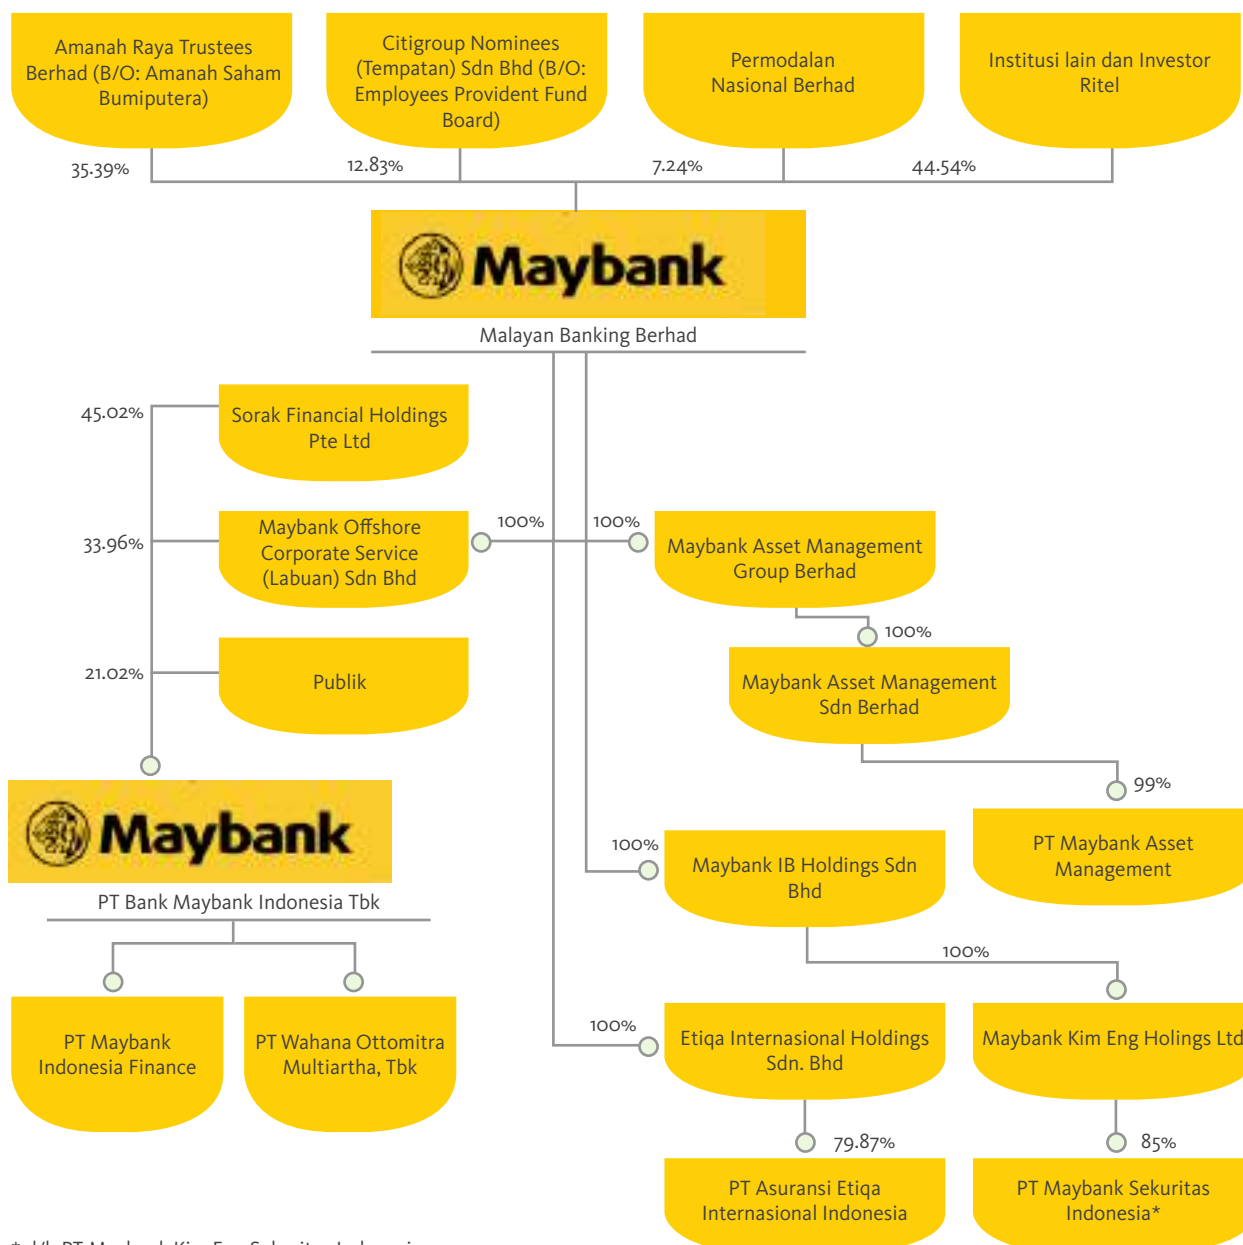 Amanah Raya Trustees
Berhad (B/O: Amanah Saham
Bumiputera)
Citigroup Nominees
(Tempatan) Sdn Bhd (B/O:
Employees Provident Fund
Board)
Permodalan
Nasional Berhad
Institusi lain dan Investor
Ritel
35.39%
12.83%
7.24%
44.54%
Maybank
Malayan Banking Berhad
45.02%
Sorak Financial Holdings
Pte Ltd
33.96%
Maybank Offshore
Corporate Service
(Labuan) Sdn Bhd
100%
100%
Maybank Asset Management
Group Berhad
100%
21.02%
Publik
Maybank Asset Management
Sdn Berhad
99%
PT Maybank Asset
Management
Maybank
PT Bank Maybank Indonesia Tbk
100%
Maybank IB Holdings Sdn
Bhd
100%
PT Maybank
Indonesia Finance
PT Wahana Ottomitra
Multiartha, Tbk
100%
Etiqa Internasional Holdings
Sdn. Bhd
Maybank Kim Eng Holings Ltd
79.87%
85%
PT Asuransi Etiqa
Internasional Indonesia
PT Maybank Sekuritas
Indonesia*